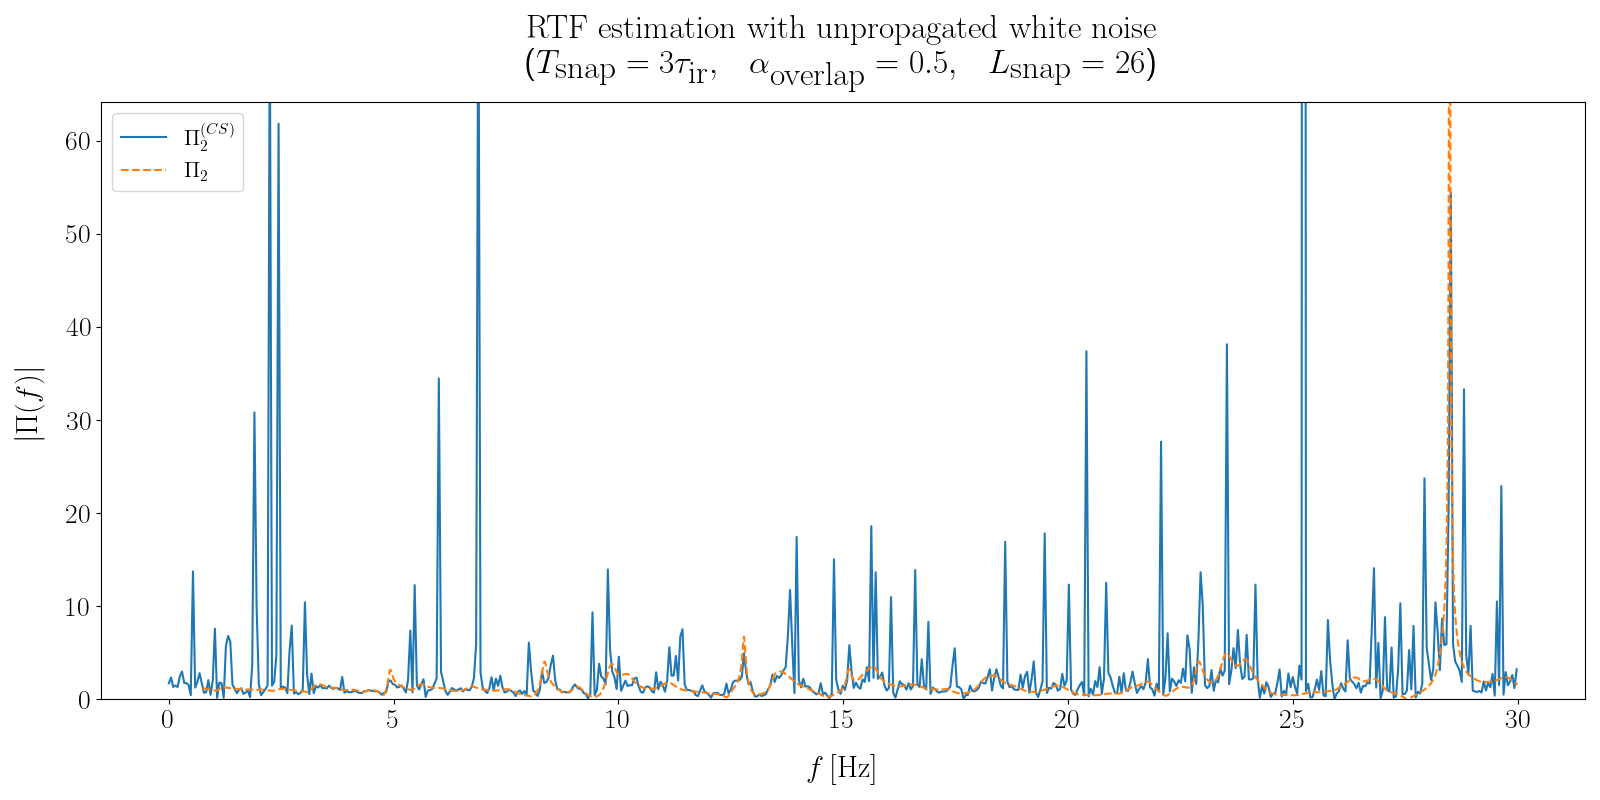 RTF estimation with unpropagated white noise
(T_snap = 3τ_ir, α_overlap = 0.5, L_snap = 26)
Π_2^(CS)
Π_2
|Π(f)|
60
50
40
30
20
10
0
0 5 10 15 20 25 30
f [Hz]